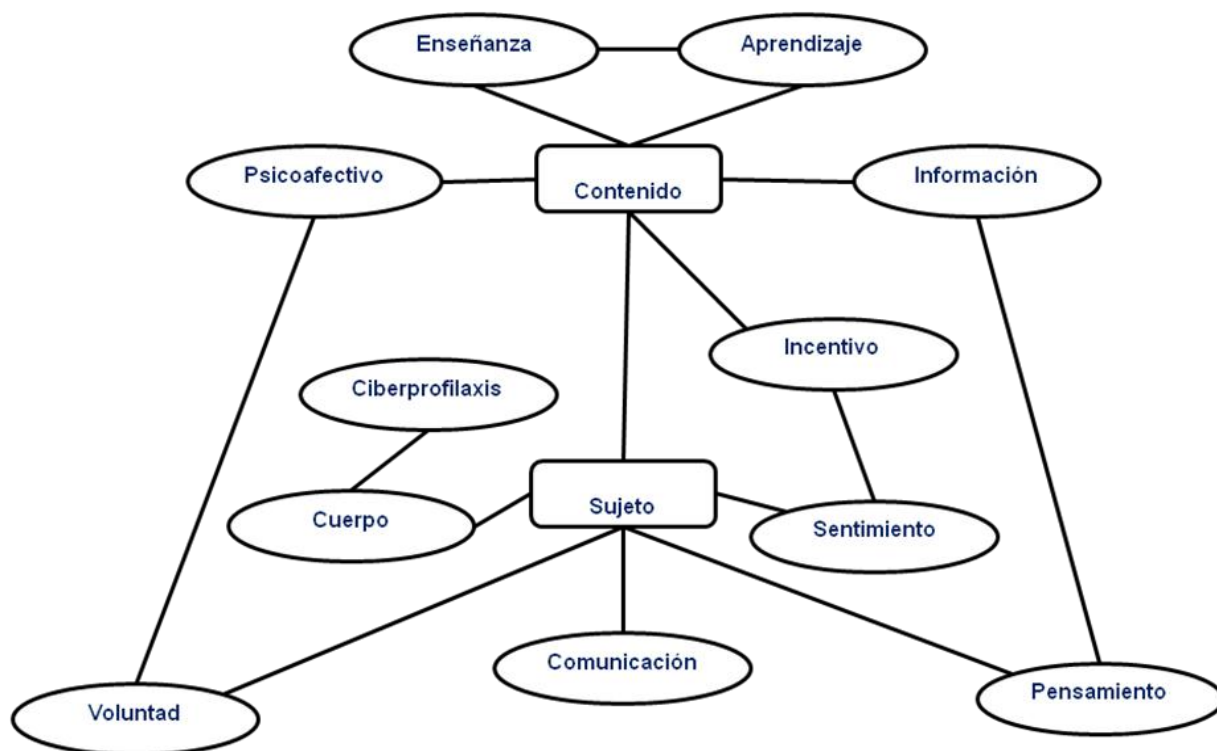 Enseñanza
Aprendizaje
Psicoafectivo
Contenido
Información
Incentivo
Ciberprofilaxis
Cuerpo
Sujeto
Sentimiento
Comunicación
Voluntad
Pensamiento